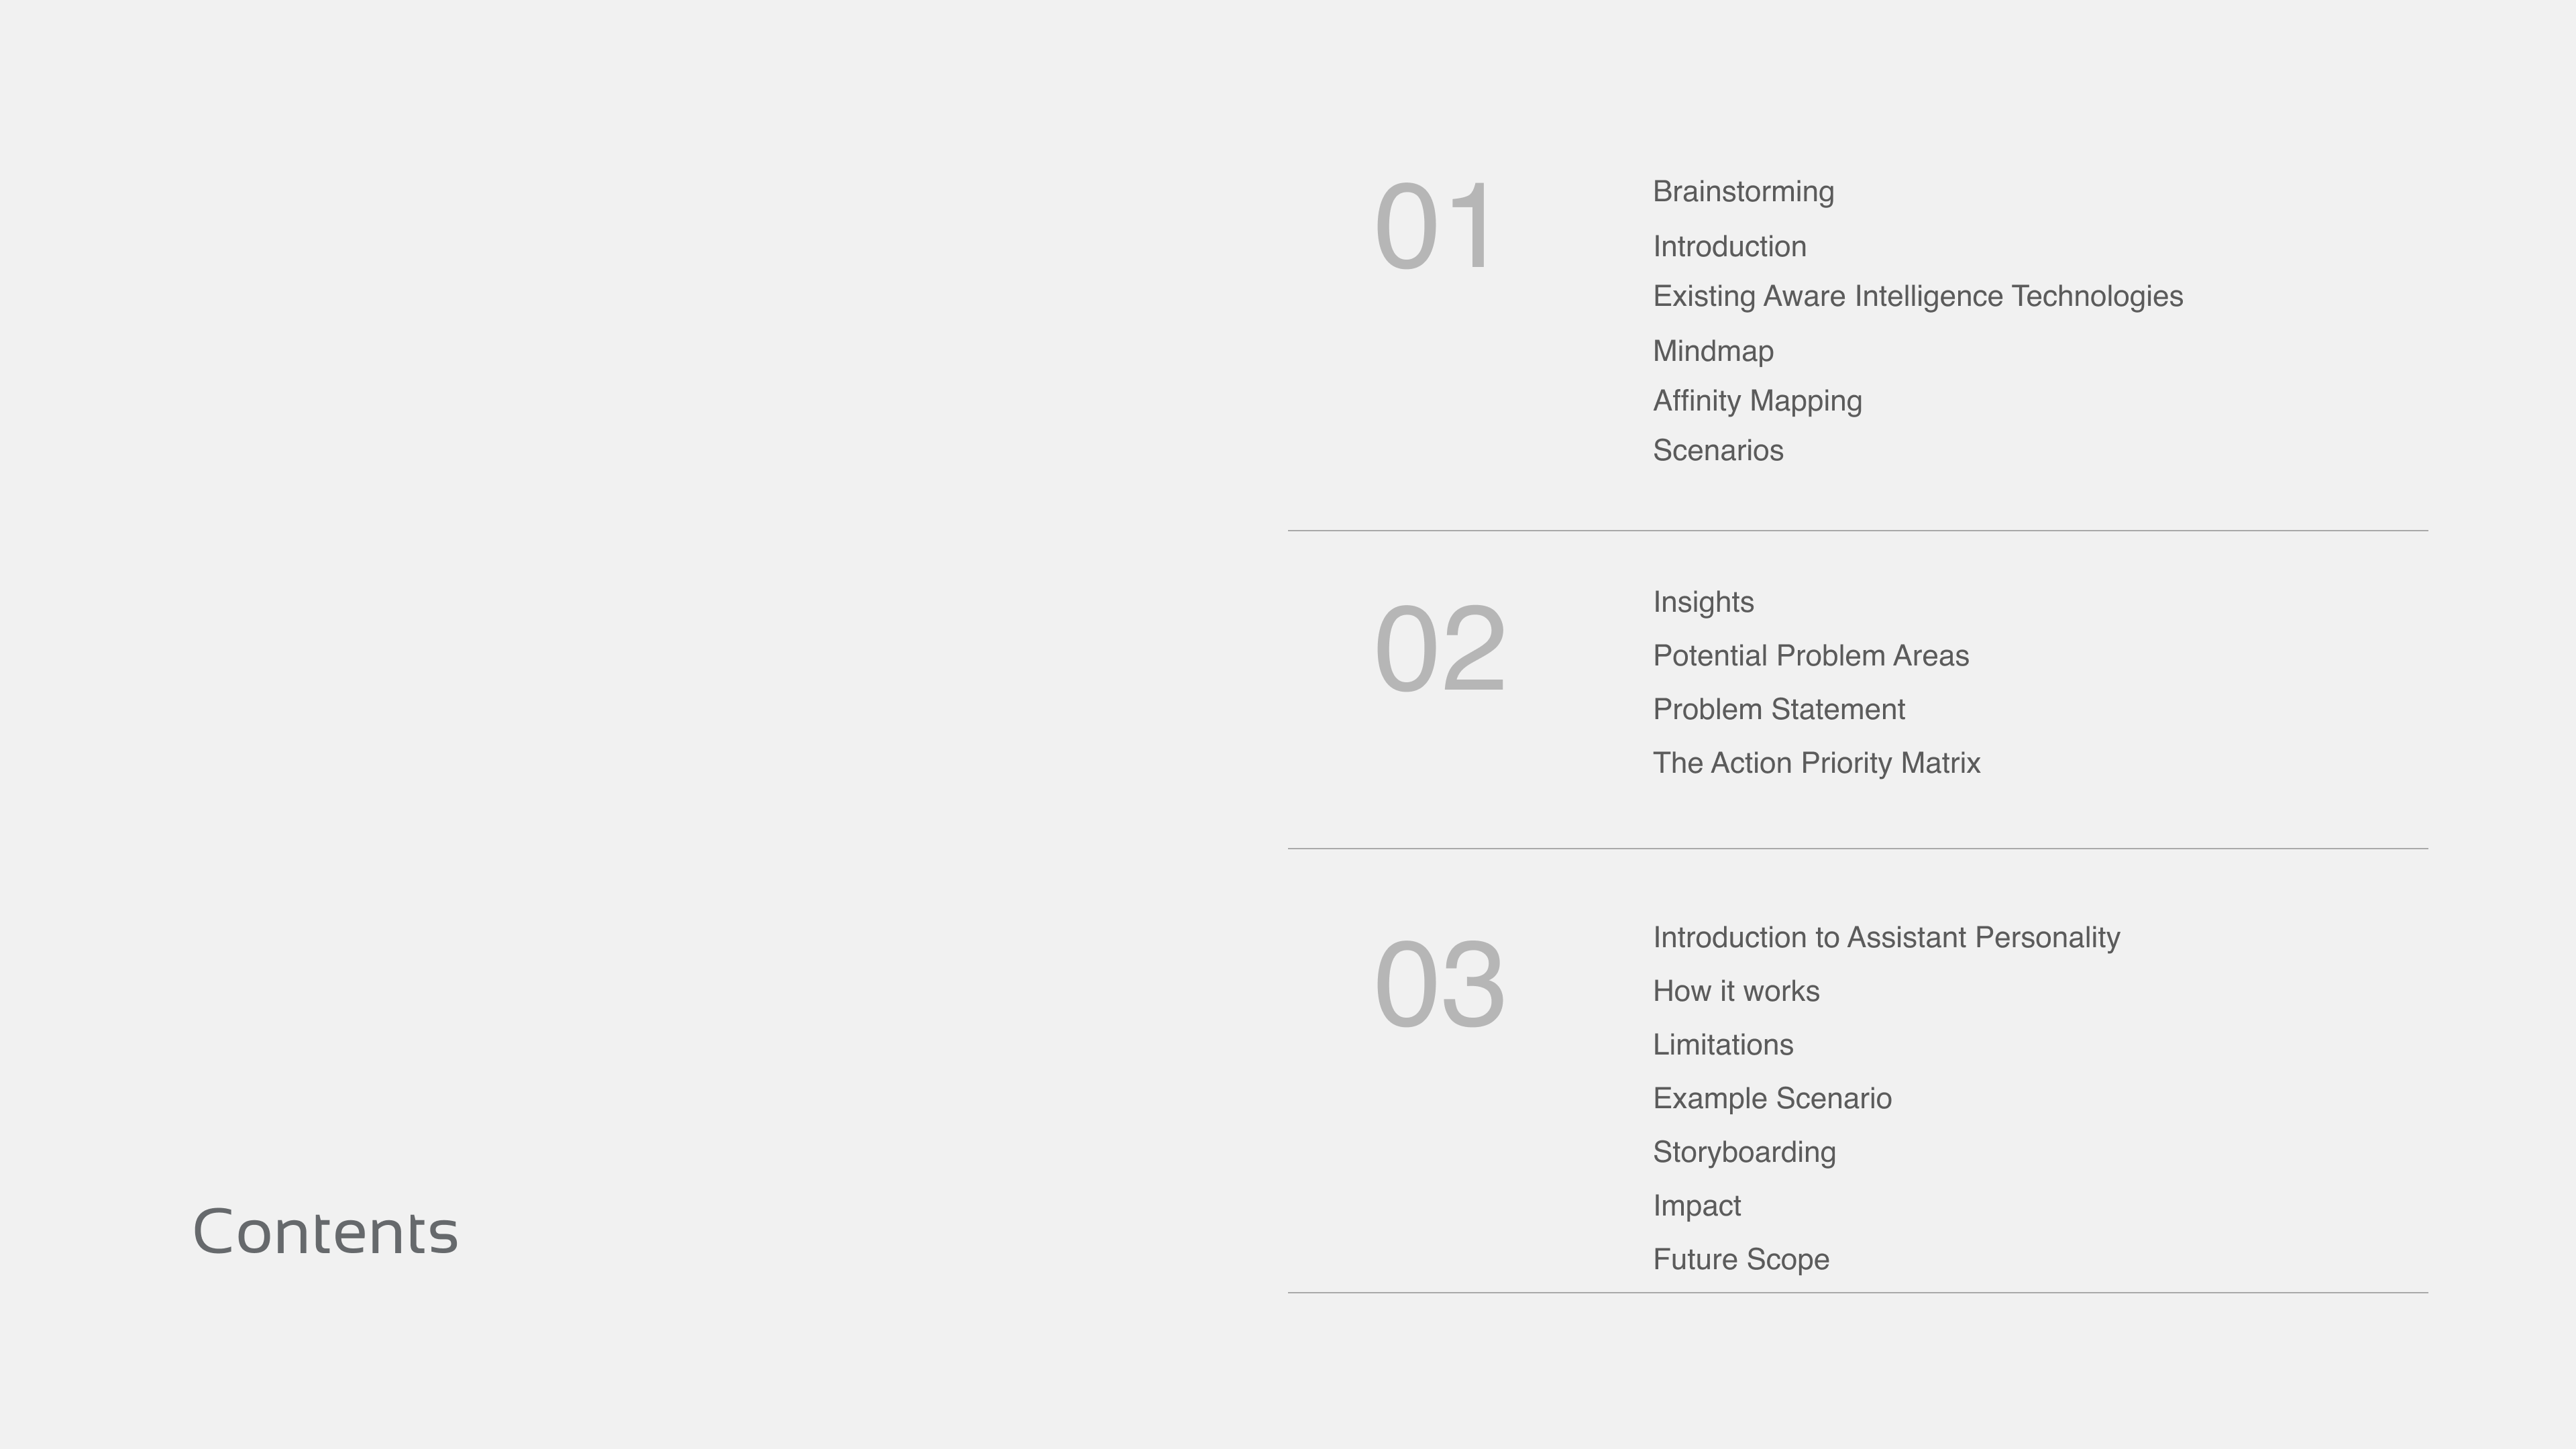 01
Brainstorming
Introduction
Existing Aware Intelligence Technologies
Mindmap
Affinity Mapping
Scenarios
02
Insights
Potential Problem Areas
Problem Statement
The Action Priority Matrix
03
Introduction to Assistant Personality
How it works
Limitations
Example Scenario
Storyboarding
Impact
Future Scope
Contents